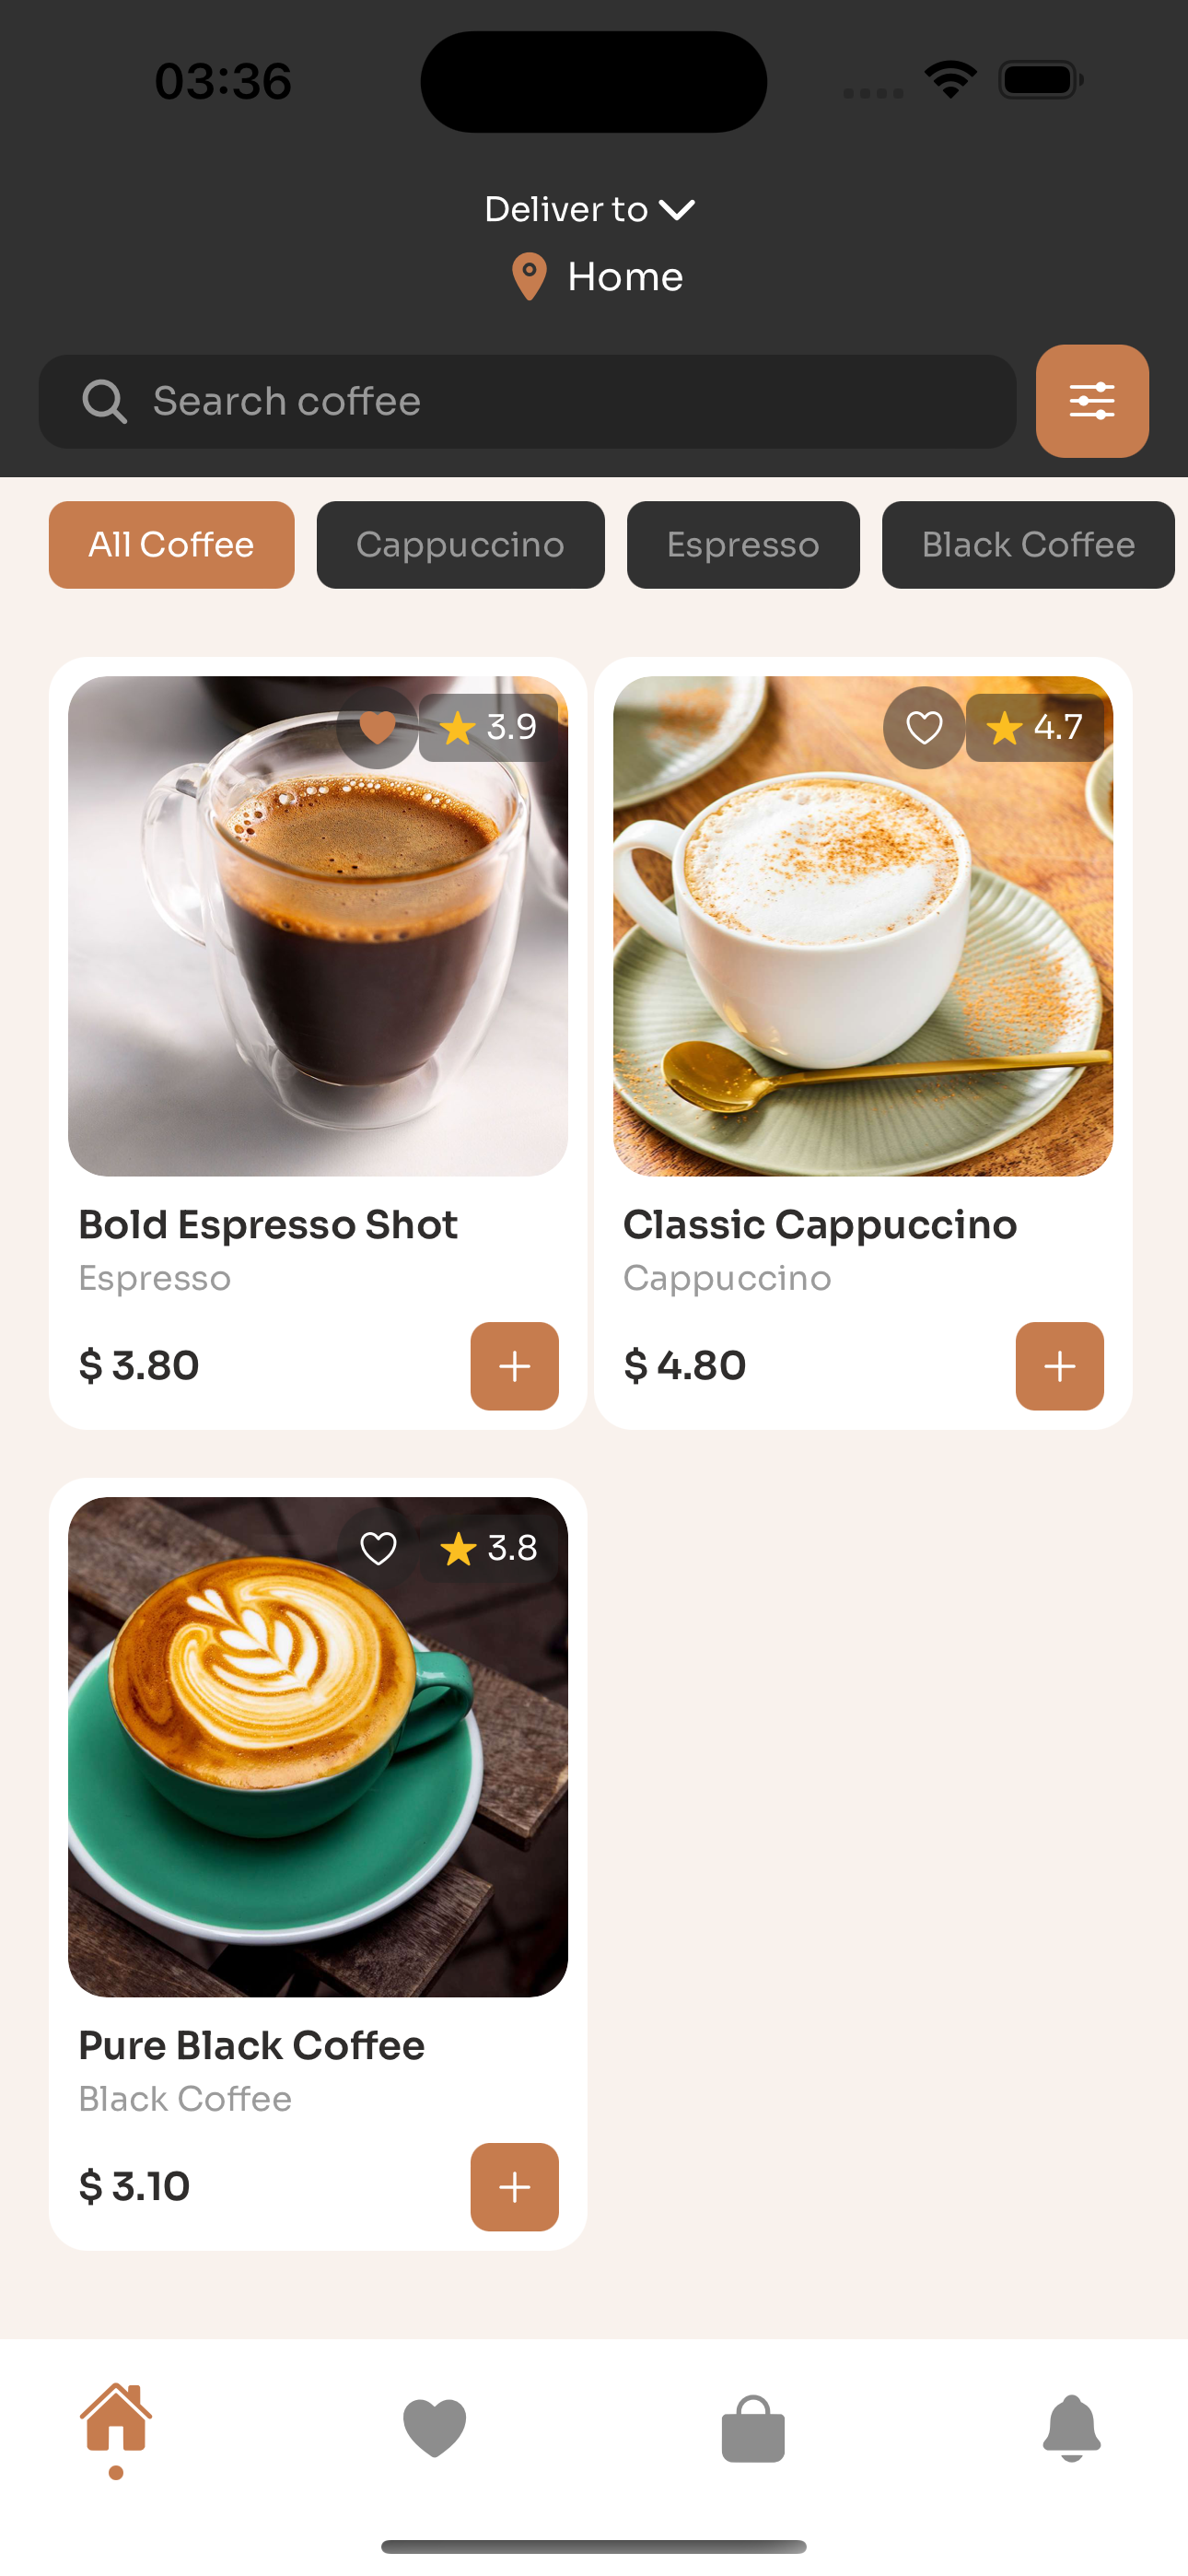 03:36
Deliver to
Home
Search coffee
All Coffee Cappuccino Espresso Black Coffee
3.9
4.7
Bold Espresso Shot
Espresso
$ 3.80
Classic Cappuccino
Cappuccino
$ 4.80
3.8
Pure Black Coffee
Black Coffee
$ 3.10